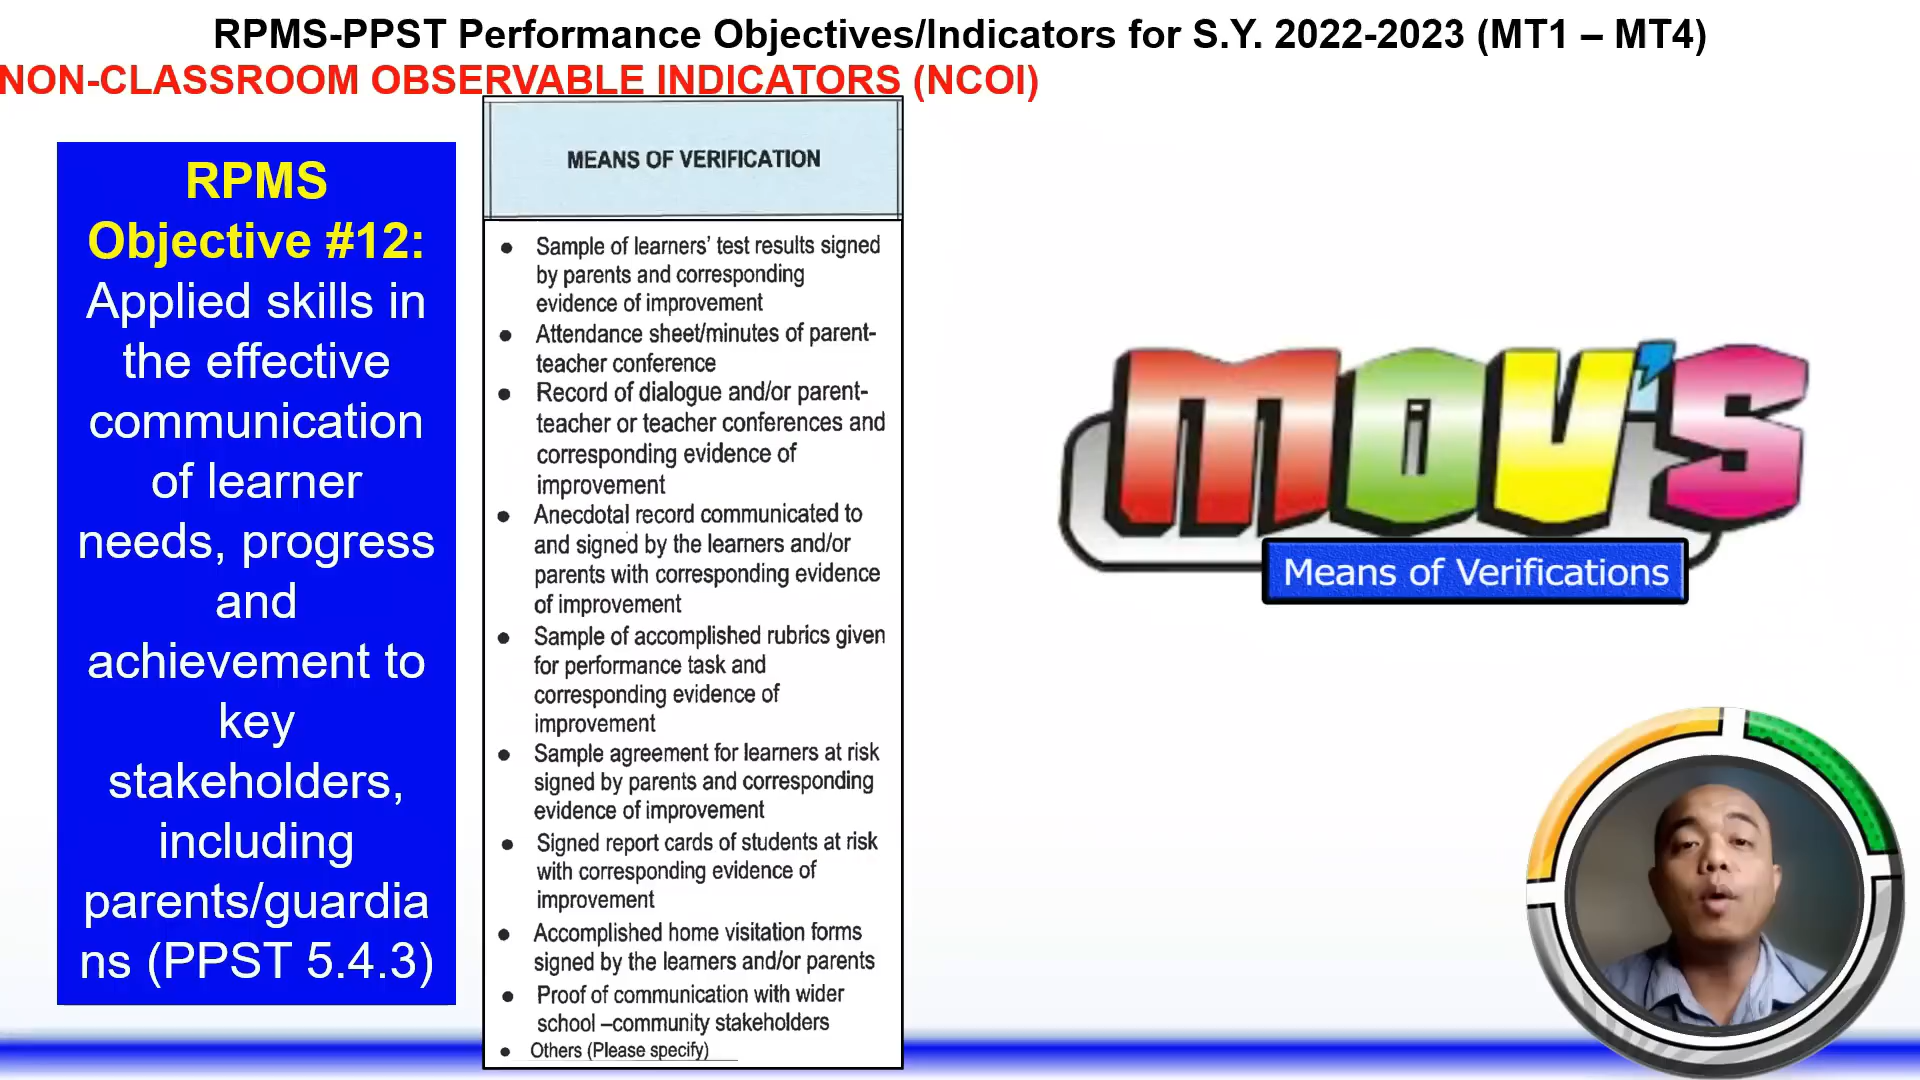 RPMS-PPST Performance Objectives/Indicators for S.Y. 2022-2023 (MT1 – MT4)
NON-CLASSROOM OBSERVABLE INDICATORS (NCOI)
RPMS
Objective #12:
Applied skills in
the effective
communication
of learner
needs, progress
and
achievement to
key
stakeholders,
including
parents/guardia
ns (PPST 5.4.3)
MEANS OF VERIFICATION
● Sample of learners' test results signed
by parents and corresponding
evidence of improvement
● Attendance sheet/minutes of parent-
teacher conference
● Record of dialogue and/or parent-
teacher or teacher conferences and
corresponding evidence of
improvement
● Anecdotal record communicated to
and signed by the learners and/or
parents with corresponding evidence
of improvement
● Sample of accomplished rubrics given
for performance task and
corresponding evidence of
improvement
● Sample agreement for learners at risk
signed by parents and corresponding
evidence of improvement
● Signed report cards of students at risk
with corresponding evidence of
improvement
● Accomplished home visitation forms
signed by the learners and/or parents
● Proof of communication with wider
school –community stakeholders
● Others (Please specify)
MOV'S
Means of Verifications